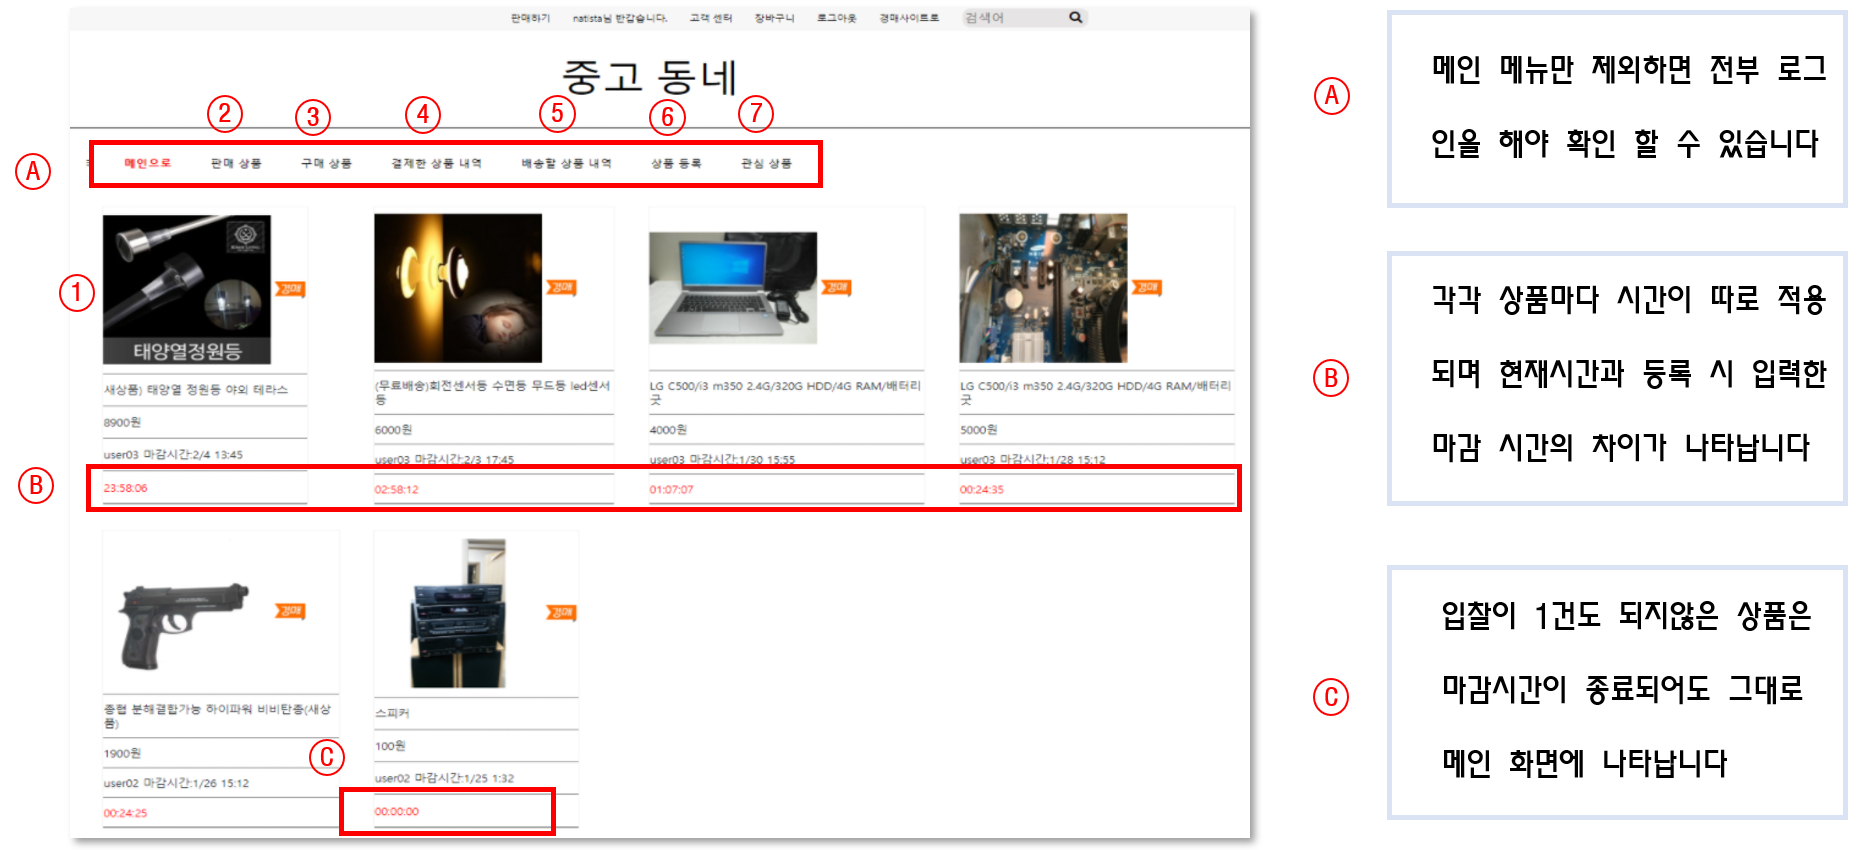 판매하기 natista님 반갑습니다. 고객 센터 장바구니 로그아웃 경매사이트로 검색어
중고 동네
② ③ ④ ⑤ ⑥ ⑦
Ⓐ
메인으로 판매 상품 구매 상품 결제한 상품 내역 배송할 상품 내역 상품 등록 관심 상품
①
태양열정원등
경매 경매 경매 경매
새상품) 태양열 정원등 야외 테라스
8900원
user03 마감시간:2/4 13:45
23:58:06
(무료배송)회전센서등 수면등 무드등 led센서
등
6000원
user03 마감시간:2/3 17:45
02:58:12
LG C500/i3 m350 2.4G/320G HDD/4G RAM/배터리
굿
4000원
user03 마감시간:1/30 15:55
01:07:07
LG C500/i3 m350 2.4G/320G HDD/4G RAM/배터리
굿
5000원
user03 마감시간:1/28 15:12
00:24:35
Ⓑ
경매 경매
종협 분해결합가능 하이파워 비비탄총(새상
품)
1900원
user02 마감시간:1/26 15:12
00:24:25
스피커
100원
user02 마감시간:1/25 1:32
00:00:00
Ⓒ
Ⓐ
메인 메뉴만 제외하면 전부 로그
인을 해야 확인 할 수 있습니다
Ⓑ
각각 상품마다 시간이 따로 적용
되며 현재시간과 등록 시 입력한
마감 시간의 차이가 나타납니다
Ⓒ
입찰이 1건도 되지않은 상품은
마감시간이 종료되어도 그대로
메인 화면에 나타납니다